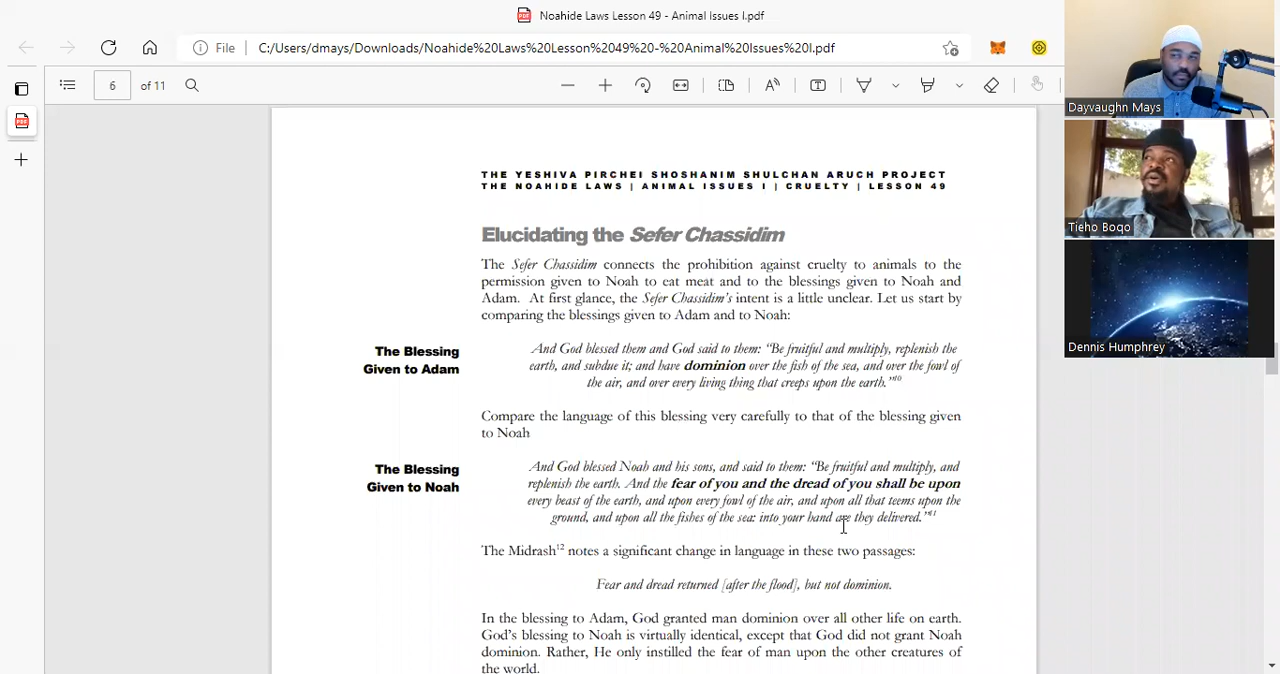 Noahide Laws Lesson 49 - Animal Issues I.pdf
File C:/Users/dmays/Downloads/Noahide%20Laws%20Lesson%2049%20-%20Animal%20Issues%20I.pdf
6 of 11
THE YESHIVA PIRCHEI SHOSHANIM SHULCHAN ARUCH PROJECT
THE NOAHIDE LAWS | ANIMAL ISSUES I | CRUELTY | LESSON 49
Elucidating the Sefer Chassidim
The Sefer Chassidim connects the prohibition against cruelty to animals to the
permission given to Noah to eat meat and to the blessings given to Noah and
Adam. At first glance, the Sefer Chassidim's intent is a little unclear. Let us start by
comparing the blessings given to Adam and to Noah:
The Blessing
Given to Adam
And God blessed them and God said to them: “Be fruitful and multiply, replenish the
earth, and subdue it; and have dominion over the fish of the sea, and over the fowl of
the air, and over every living thing that creeps upon the earth.”10
Compare the language of this blessing very carefully to that of the blessing given
to Noah
The Blessing
Given to Noah
And God blessed Noah and his sons, and said to them: “Be fruitful and multiply, and
replenish the earth. And the fear of you and the dread of you shall be upon
every beast of the earth, and upon every fowl of the air, and upon all that teems upon the
ground, and upon all the fishes of the sea: into your hand are they delivered.”11
The Midrash12 notes a significant change in language in these two passages:
Fear and dread returned [after the flood], but not dominion.
In the blessing to Adam, God granted man dominion over all other life on earth.
God's blessing to Noah is virtually identical, except that God did not grant Noah
dominion. Rather, He only instilled the fear of man upon the other creatures of
the world.
Dayvaughn Mays
Tieho Boqo
Dennis Humphrey